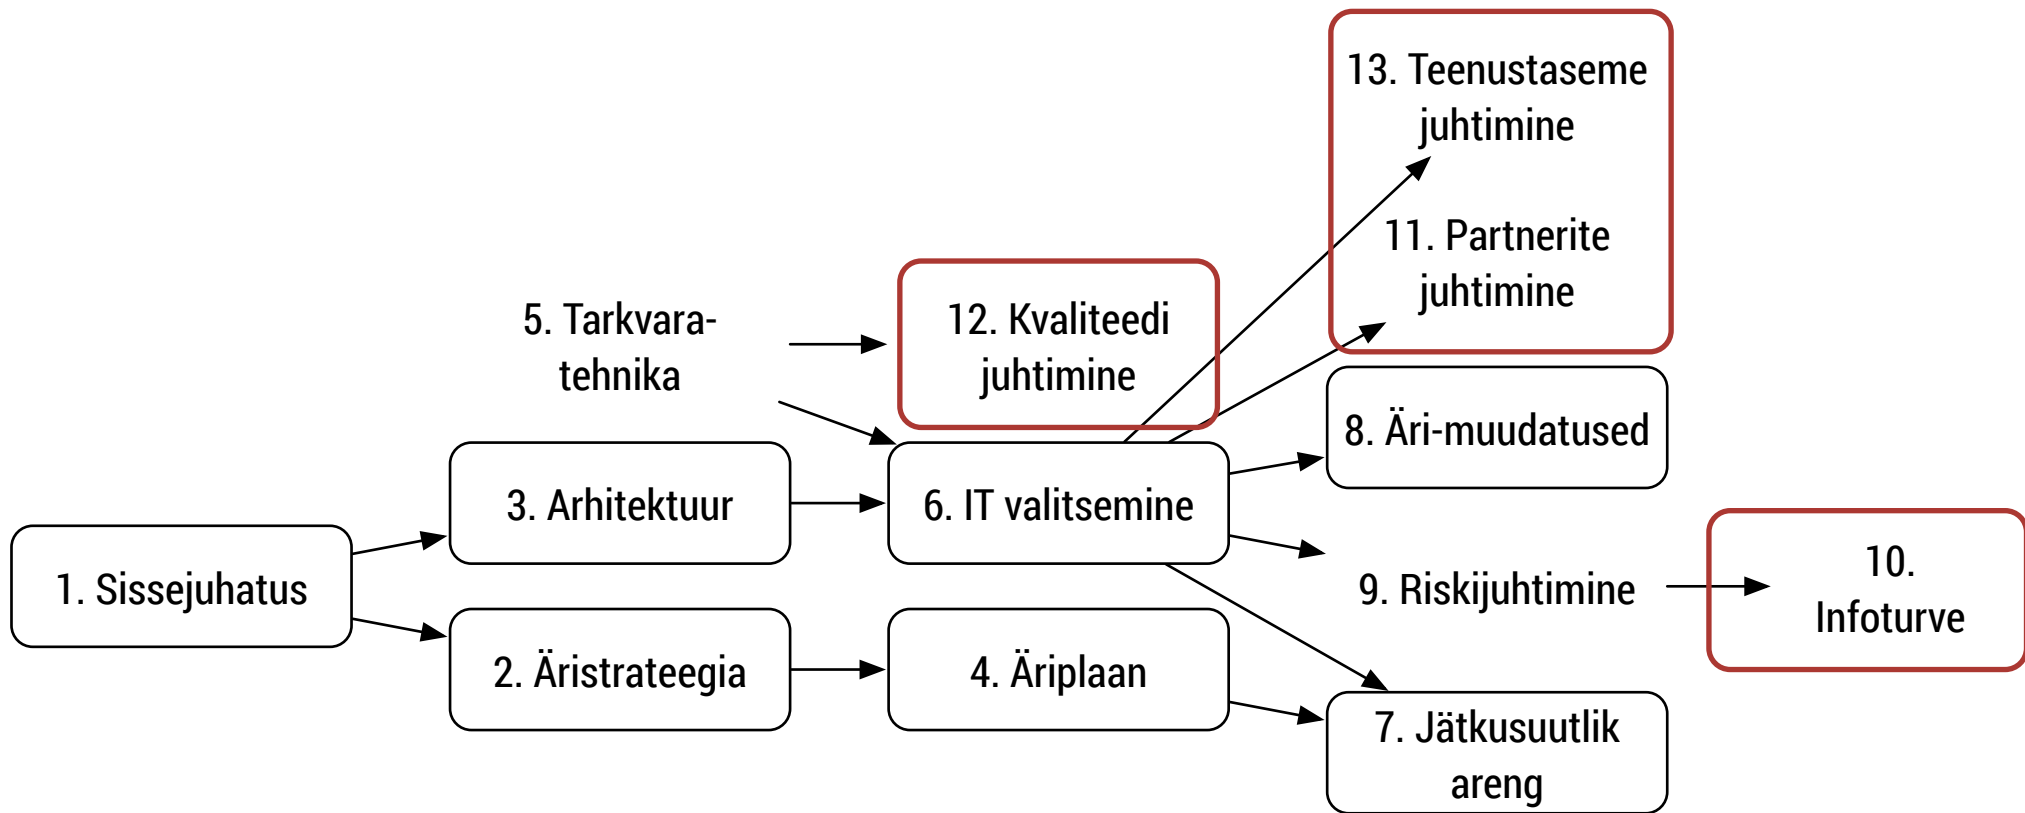 13. Teenustaseme
juhtimine
11. Partnerite
juhtimine
5. Tarkvara-
tehnika
12. Kvaliteedi
juhtimine
8. Äri-muudatused
3. Arhitektuur
6. IT valitsemine
1. Sissejuhatus
9. Riskijuhtimine
10.
Infoturve
2. Äristrateegia
4. Äriplaan
7. Jätkusuutlik
areng